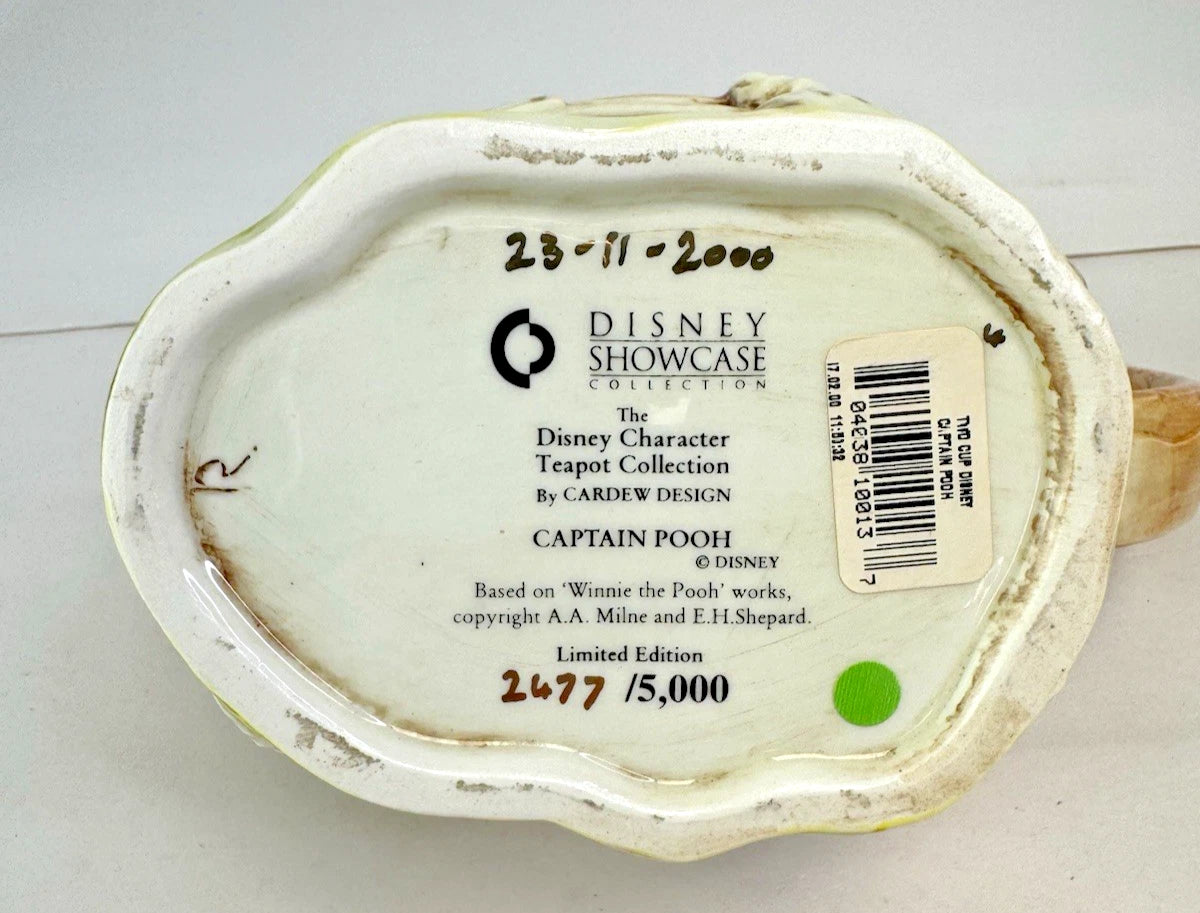 23-11-2000
DISNEY
SHOWCASE
COLLECTION
The
Disney Character
Teapot Collection
By CARDEW DESIGN
CAPTAIN POOH
© DISNEY
Based on 'Winnie the Pooh' works,
copyright A.A. Milne and E.H.Shepard.
Limited Edition
2477 /5,000
R.
TWO CUP DISNEY
CAPTAIN POOH
04038 10013 7
17.02.00 11:53:32